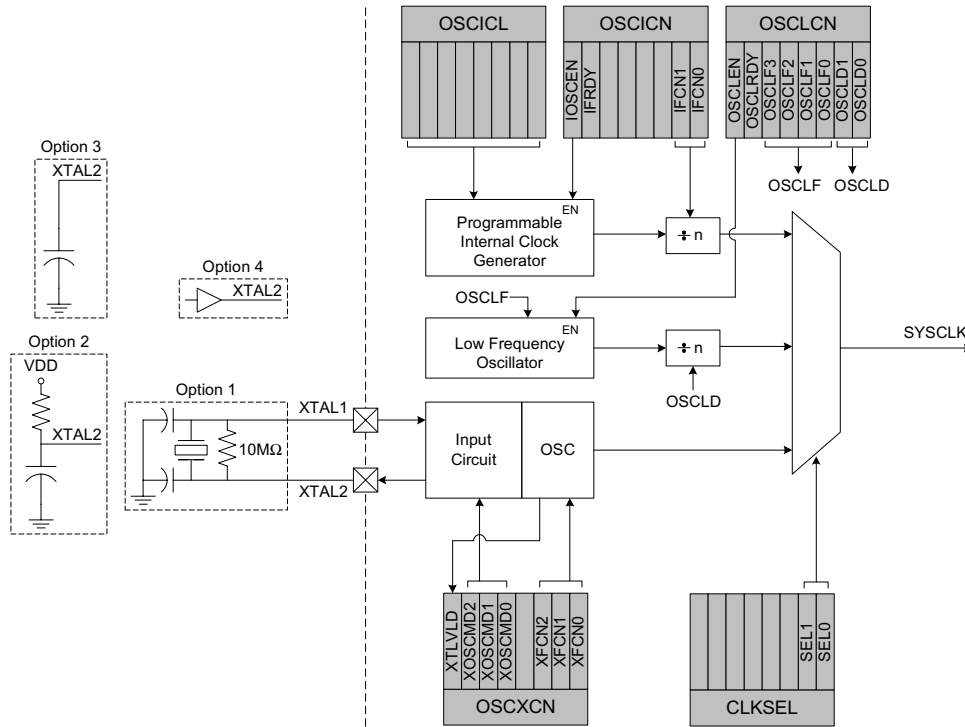 OSCICL
OSCICN
OSCLCN
IOSCEN
IFRDY
IFCN1
IFCN0
OSCLEN
OSCLRDY
OSCLF3
OSCLF2
OSCLF1
OSCLF0
OSCLD1
OSCLD0
OSCLF
OSCLD
Option 3
XTAL2
Option 4
XTAL2
EN
Programmable
Internal Clock
Generator
÷ n
OSCLF
EN
Low Frequency
Oscillator
÷ n
OSCLD
SYSCLK
Option 2
VDD
XTAL2
Option 1
10MΩ
XTAL1
XTAL2
Input
Circuit
OSC
XTLVLD
XOSCMD2
XOSCMD1
XOSCMD0
XFCN2
XFCN1
XFCN0
OSCXCN
SEL1
SEL0
CLKSEL